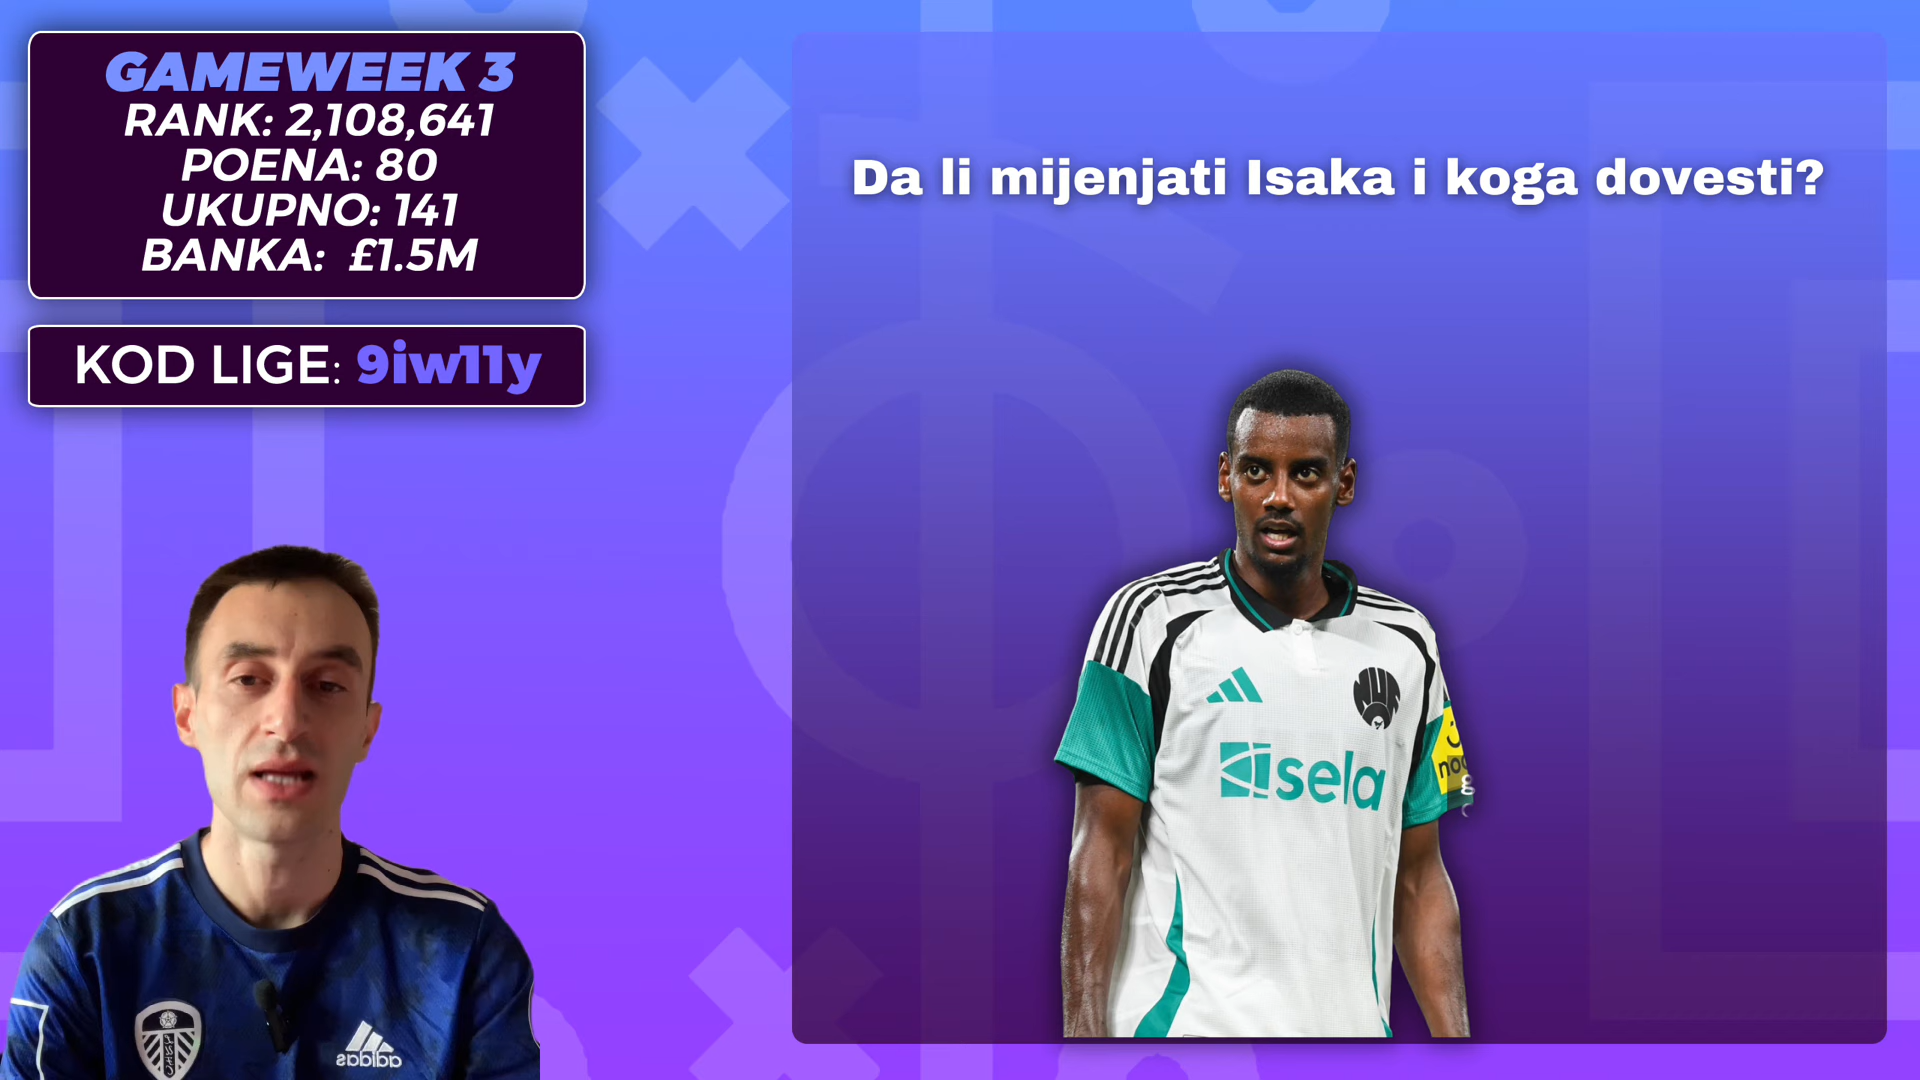 GAMEWEEK 3
RANK: 2,108,641
POENA: 80
UKUPNO: 141
BANKA: £1.5M
KOD LIGE: 9iw11y
Da li mijenjati Isaka i koga dovesti?
sela
adidas